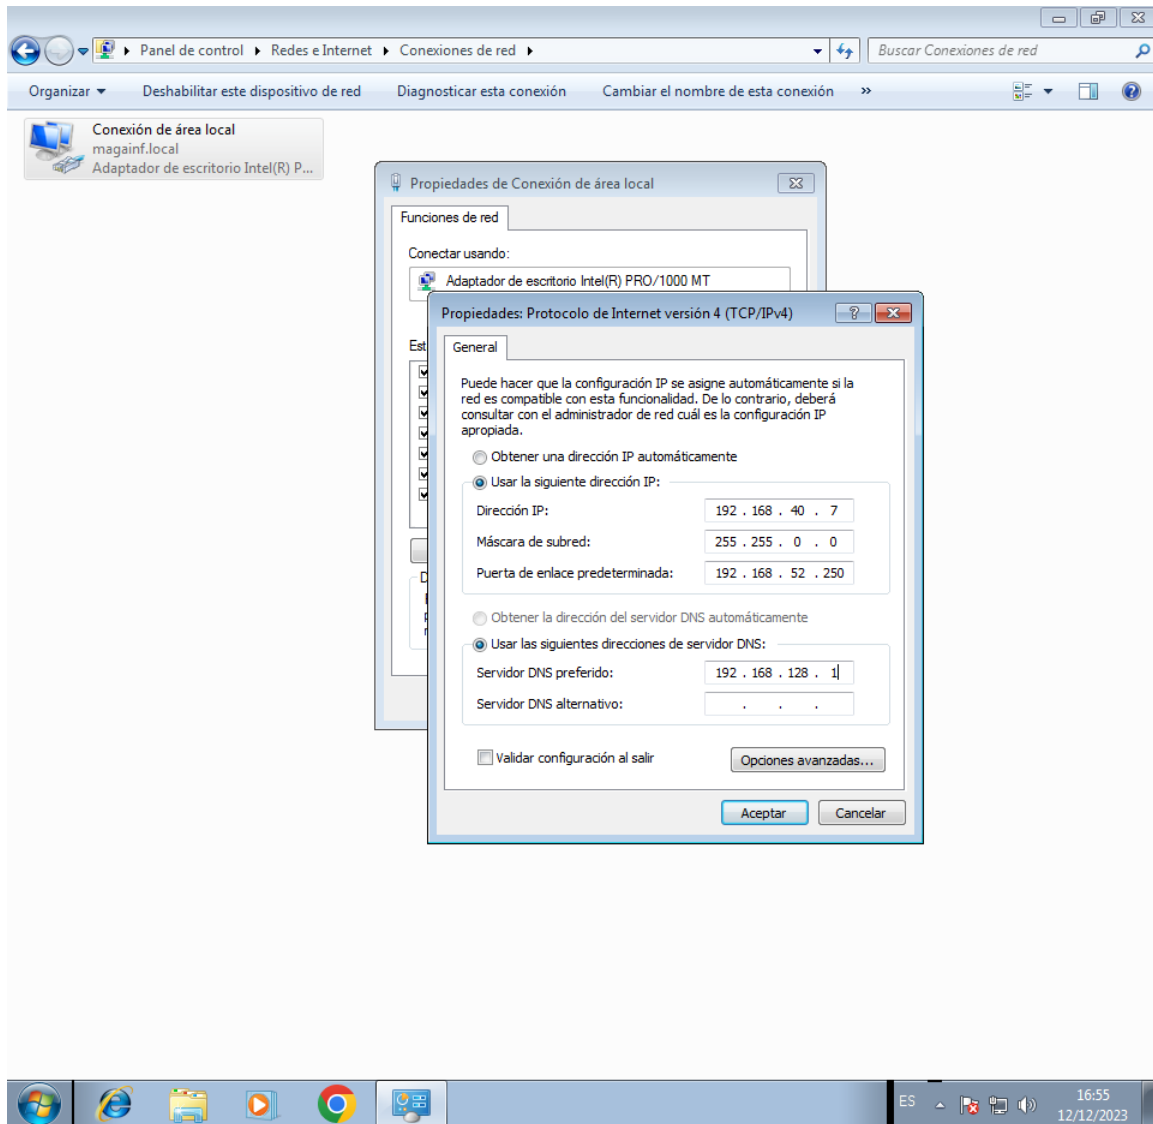 Panel de control Redes e Internet Conexiones de red
Buscar Conexiones de red
Organizar Deshabilitar este dispositivo de red Diagnosticar esta conexión Cambiar el nombre de esta conexión »
Conexión de área local
magainf.local
Adaptador de escritorio Intel(R) P...
Propiedades de Conexión de área local
Funciones de red
Conectar usando:
Adaptador de escritorio Intel(R) PRO/1000 MT
Est
Propiedades: Protocolo de Internet versión 4 (TCP/IPv4)
General
Puede hacer que la configuración IP se asigne automáticamente si la
red es compatible con esta funcionalidad. De lo contrario, deberá
consultar con el administrador de red cuál es la configuración IP
apropiada.
Obtener una dirección IP automáticamente
Usar la siguiente dirección IP:
Dirección IP: 192 . 168 . 40 . 7
Máscara de subred: 255 . 255 . 0 . 0
Puerta de enlace predeterminada: 192 . 168 . 52 . 250
Obtener la dirección del servidor DNS automáticamente
Usar las siguientes direcciones de servidor DNS:
Servidor DNS preferido: 192 . 168 . 128 . 1
Servidor DNS alternativo: . . .
Validar configuración al salir
Opciones avanzadas...
Aceptar Cancelar
ES
16:55
12/12/2023